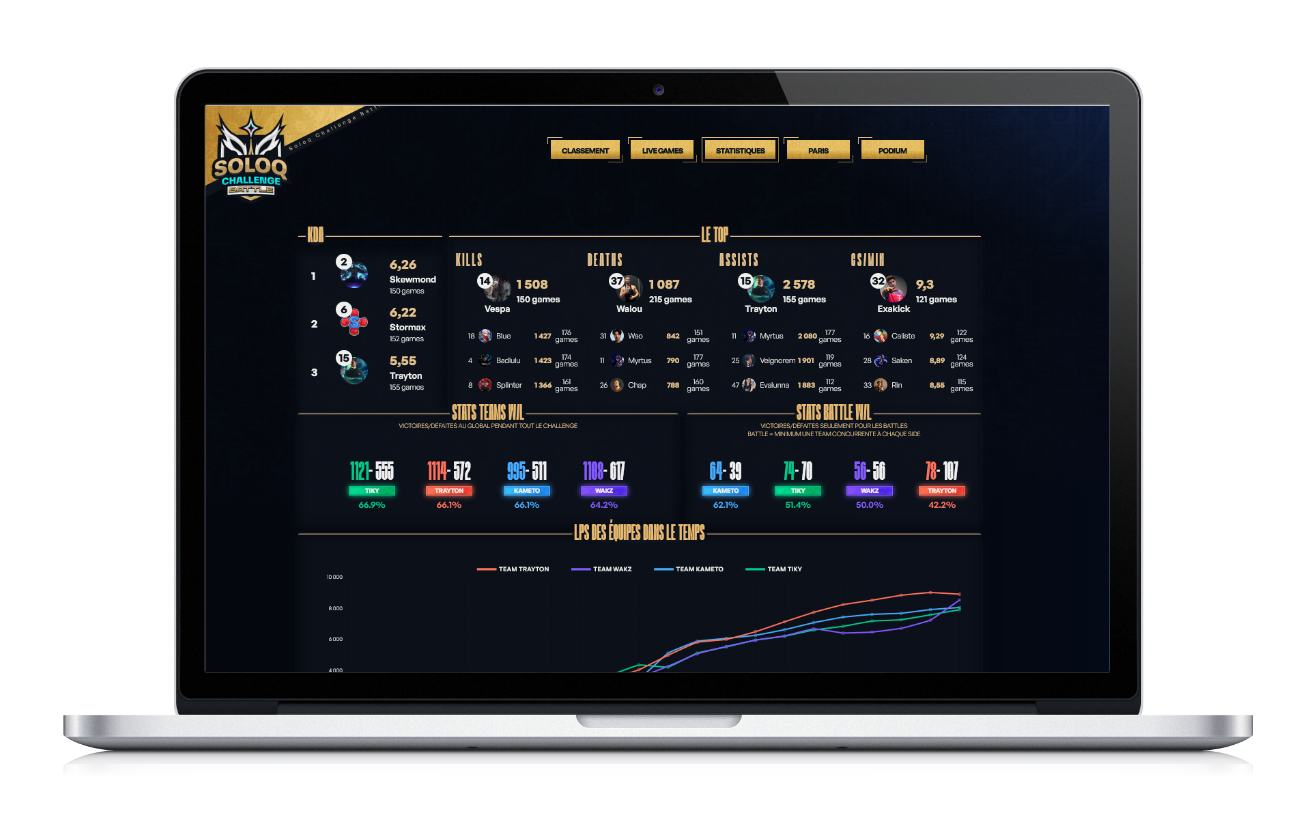 Soloq Challenge Batt
SOLOQ
CHALLENGE
BATTLE
CLASSEMENT
LIVE GAMES
STATISTIQUES
PARIS
PODIUM
KDA
1
2
6,26
Skewmond
150 games
2
6
6,22
Stormax
152 games
3
15
5,55
Trayton
155 games
LE TOP
KILLS
14
1 508
150 games
Vespa
18 Blue 1 427 176 games
4 Badlulu 1 423 174 games
8 Splinter 1 366 161 games
DEATHS
37
1 087
215 games
Walou
31 Wao 842 151 games
11 Myrtus 790 177 games
26 Chap 788 160 games
ASSISTS
15
2 578
155 games
Trayton
11 Myrtus 2 080 177 games
25 Veignorem 1 901 119 games
47 Evalunna 1 883 112 games
CS/MIN
32
9,3
121 games
Exakick
16 Caliste 9,29 122 games
28 Saken 8,89 124 games
33 Rin 8,85 115 games
STATS TEAMS W/L
VICTOIRES/DEFAITES AU GLOBAL PENDANT TOUT LE CHALLENGE
1121- 555
TIKY
66.9%
1114- 572
TRAYTON
66.1%
995- 511
KAMETO
66.1%
1108- 617
WAKZ
64.2%
STATS BATTLE W/L
VICTOIRES/DEFAITES SEULEMENT POUR LES BATTLES
BATTLE = MINIMUM UNE TEAM CONCURRENTE A CHAQUE SIDE
64- 39
KAMETO
62.1%
74- 70
TIKY
51.4%
56- 56
WAKZ
50.0%
78- 107
TRAYTON
42.2%
LPS DES ÉQUIPES DANS LE TEMPS
TEAM TRAYTON
TEAM WAKZ
TEAM KAMETO
TEAM TIKY
10 000
8 000
6 000
4 000